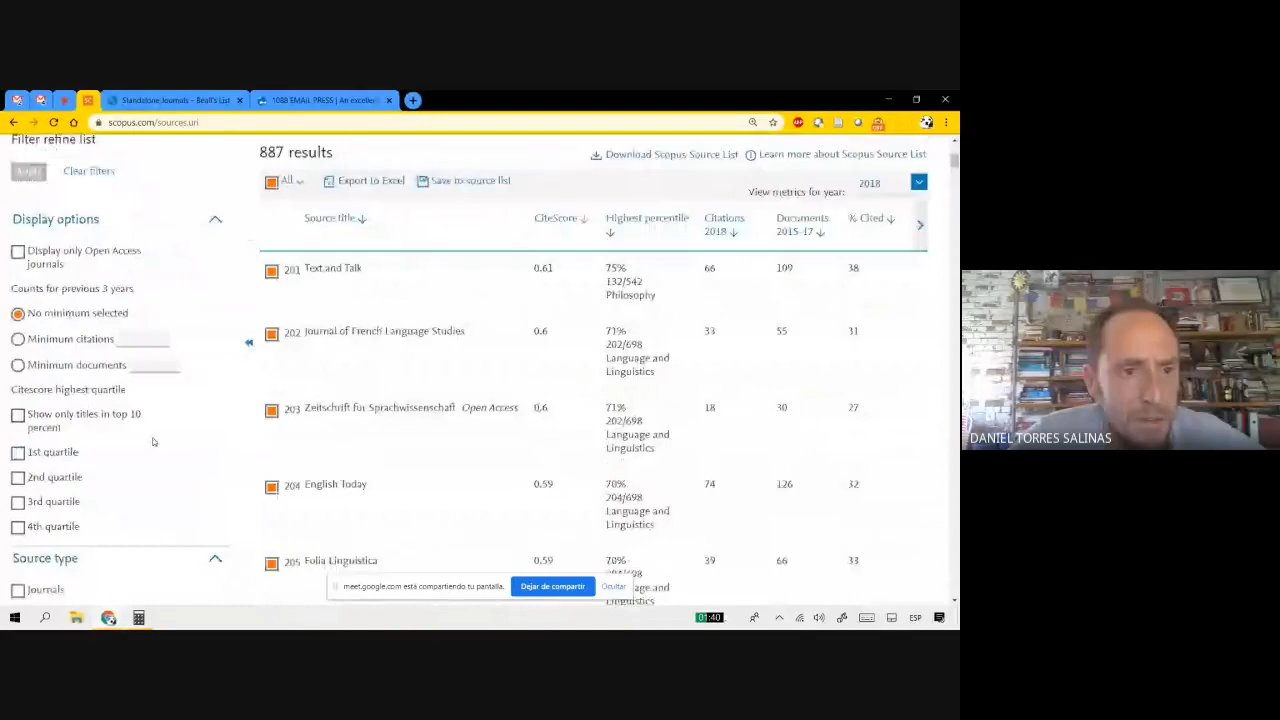 Standalone Journals – Beall's List
1088 EMAIL PRESS | An excelle
scopus.com/sources.uri
Filter refine list
Apply
Clear filters
887 results
Download Scopus Source List
Learn more about Scopus Source List
All
Export to Excel
Save to source list
View metrics for year:
2018
Display options
Source title
CiteScore
Highest percentile
Citations
2018
Documents
2015-17
% Cited
Display only Open Access
journals
Counts for previous 3 years
No minimum selected
Minimum citations
Minimum documents
Citescore highest quartile
Show only titles in top 10
percent
1st quartile
2nd quartile
3rd quartile
4th quartile
Source type
Journals
201 Text and Talk 0.61 75% 66 109 38
132/542
Philosophy
202 Journal of French Language Studies 0.6 71% 33 55 31
202/698
Language and
Linguistics
203 Zeitschrift für Sprachwissenschaft Open Access 0.6 71% 18 30 27
202/698
Language and
Linguistics
204 English Today 0.59 70% 74 126 32
204/698
Language and
Linguistics
205 Folia Linguistica 0.59 70% 39 66 33
meet.google.com está compartiendo tu pantalla.
Dejar de compartir
Ocultar
age and
Linguistics
01:40
ESP
DANIEL TORRES SALINAS